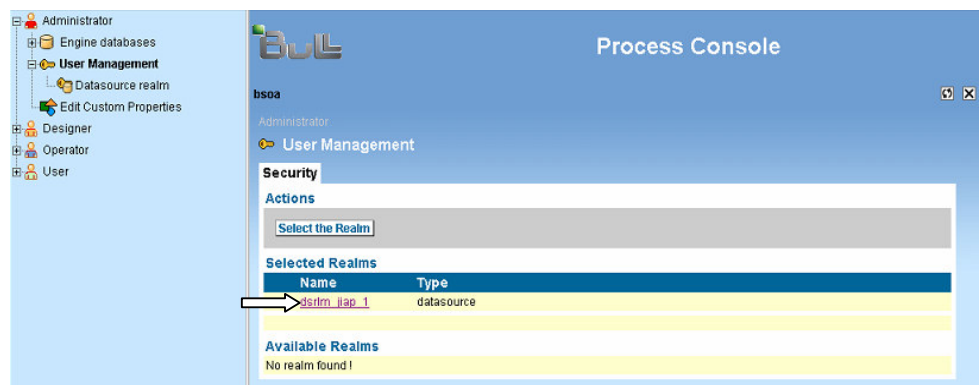 Administrator
Engine databases
User Management
Datasource realm
Edit Custom Properties
Designer
Operator
User
Bull
Process Console
bsoa
Administrator
User Management
Security
Actions
Select the Realm
Selected Realms
Name Type
dsrlm_jiap_1 datasource
Available Realms
No realm found !